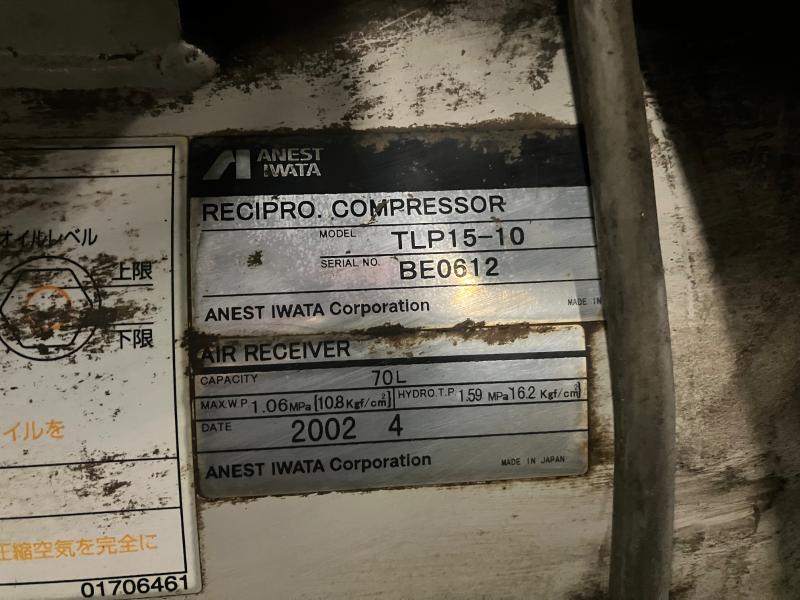 ANEST
IWATA
RECIPRO. COMPRESSOR
MODEL TLP15-10
SERIAL NO. BE0612
ANEST IWATA Corporation MADE IN
AIR RECEIVER
CAPACITY 70L
MAX.W.P. 1.06MPa [10.8Kgf/cm²] HYDRO.T.P. 1.59 MPa[16.2Kgf/cm²]
DATE 2002 4
ANEST IWATA Corporation MADE IN JAPAN
オイルレベル
上限
下限
イルを
圧縮空気を完全に
01706461